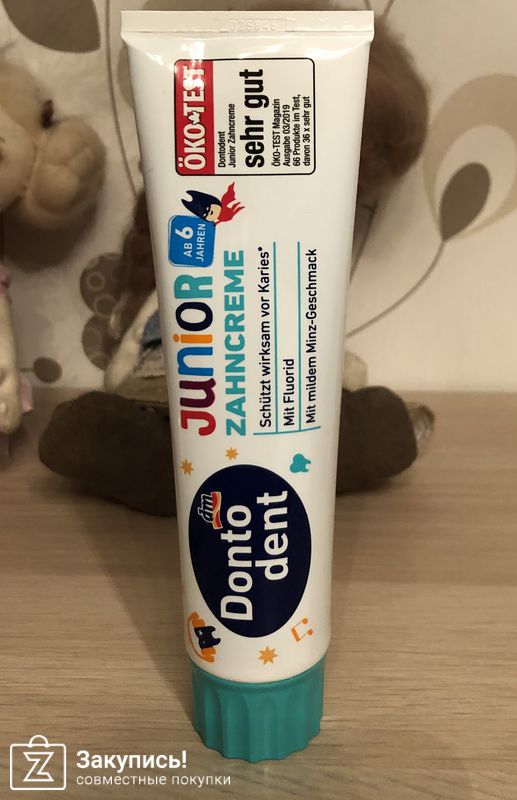 ÖKO-TEST
Dontodent
Junior Zahncreme
sehr gut
ÖKO-TEST Magazin
Ausgabe 03/2019
66 Produkte im Test,
davon 36 x sehr gut
AB 6
JAHREN
JUNIOR
ZAHNCREME
Schützt wirksam vor Karies*
Mit Fluorid
Mit mildem Minz-Geschmack
dm
Donto
dent
Закупись!
совместные покупки